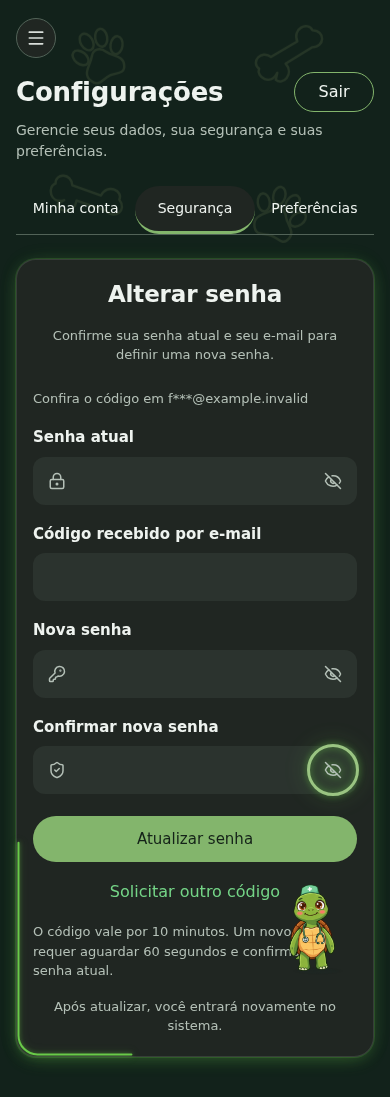 Configurações
Sair
Gerencie seus dados, sua segurança e suas
preferências.
Minha conta
Segurança
Preferências
Alterar senha
Confirme sua senha atual e seu e-mail para
definir uma nova senha.
Confira o código em f***@example.invalid
Senha atual
Código recebido por e-mail
Nova senha
Confirmar nova senha
Atualizar senha
Solicitar outro código
O código vale por 10 minutos. Um novo
requer aguardar 60 segundos e
senha atual.
Após atualizar, você entrará novamente no
sistema.